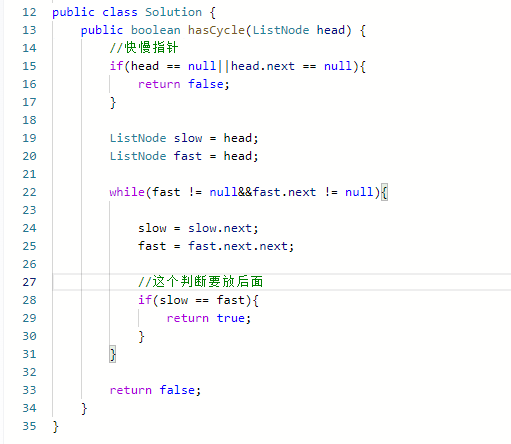 12 public class Solution {
13     public boolean hasCycle(ListNode head) {
14         //快慢指针
15         if(head == null||head.next == null){
16             return false;
17         }
18
19         ListNode slow = head;
20         ListNode fast = head;
21
22         while(fast != null&&fast.next != null){
23
24             slow = slow.next;
25             fast = fast.next.next;
26
27             //这个判断要放后面
28             if(slow == fast){
29                 return true;
30             }
31         }
32
33         return false;
34     }
35 }